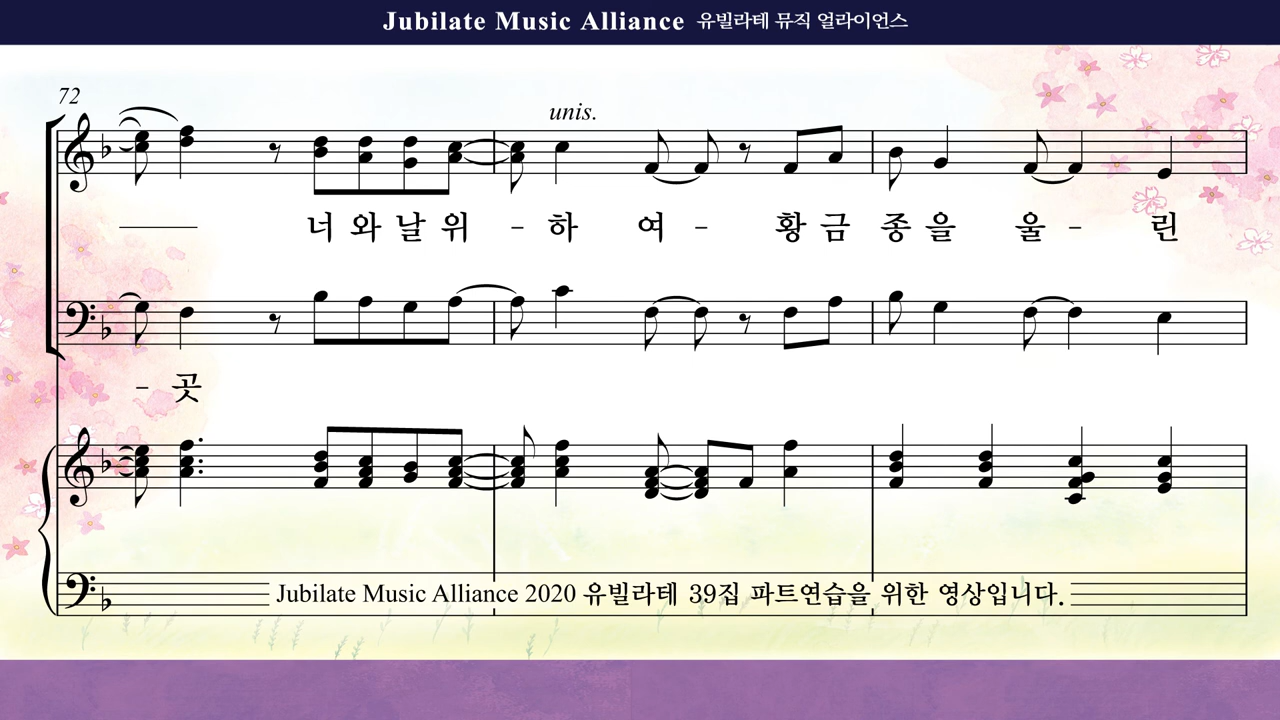 Jubilate Music Alliance 유빌라테 뮤직 얼라이언스
72
unis.
너 와 날 위 - 하 여 - 황 금 종 을 울 - 린
- 곳
Jubilate Music Alliance 2020 유빌라테 39집 파트연습을 위한 영상입니다.